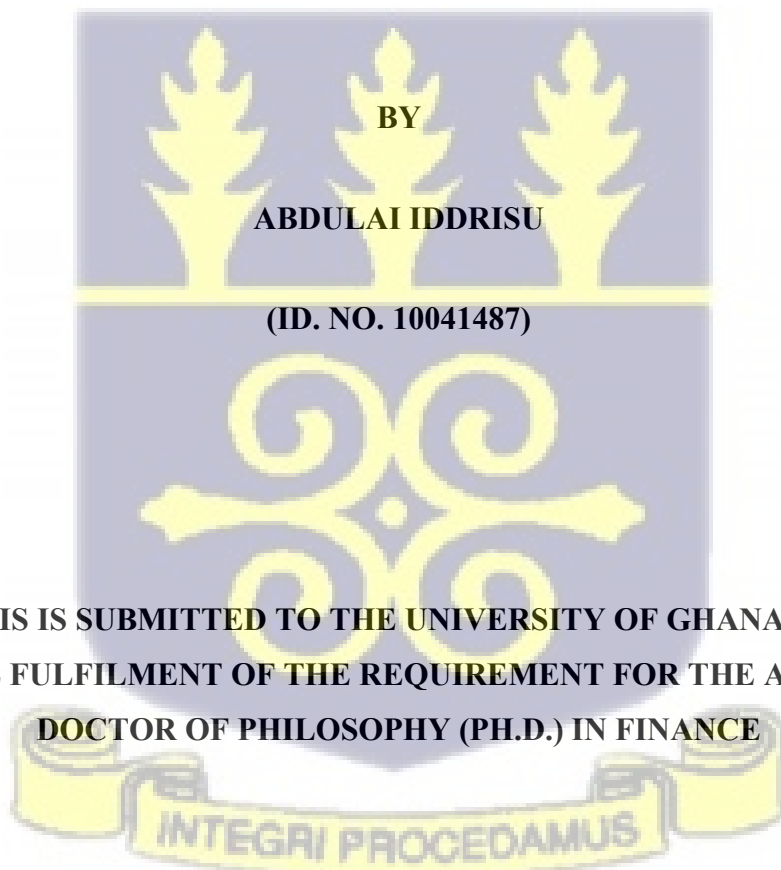 BY
ABDULAI IDDRISU
(ID. NO. 10041487)
IS IS SUBMITTED TO THE UNIVERSITY OF GHANA
FULFILMENT OF THE REQUIREMENT FOR THE A
DOCTOR OF PHILOSOPHY (PH.D.) IN FINANCE
INTEGRI PROCEDAMUS